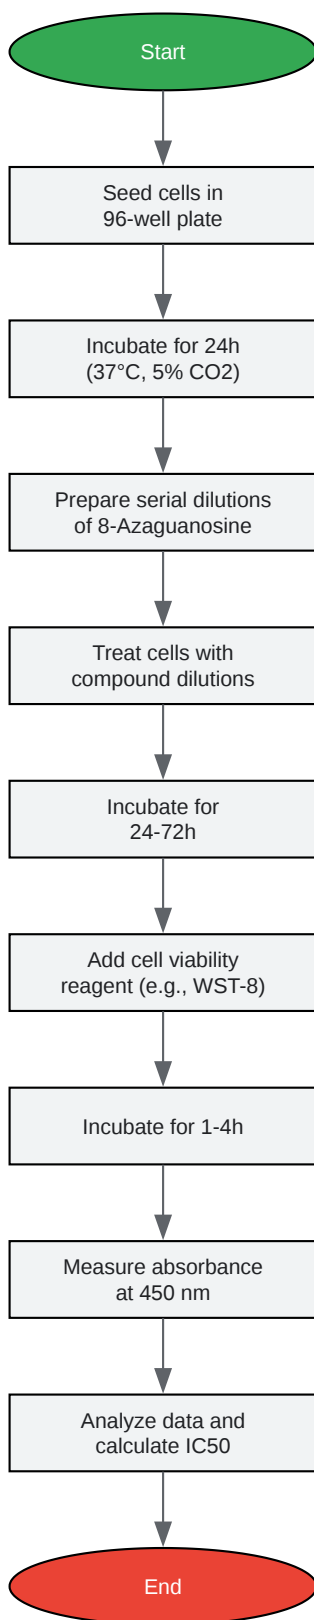 Start
Seed cells in
96-well plate
Incubate for 24h
(37°C, 5% CO2)
Prepare serial dilutions
of 8-Azaguanosine
Treat cells with
compound dilutions
Incubate for
24-72h
Add cell viability
reagent (e.g., WST-8)
Incubate for 1-4h
Measure absorbance
at 450 nm
Analyze data and
calculate IC50
End